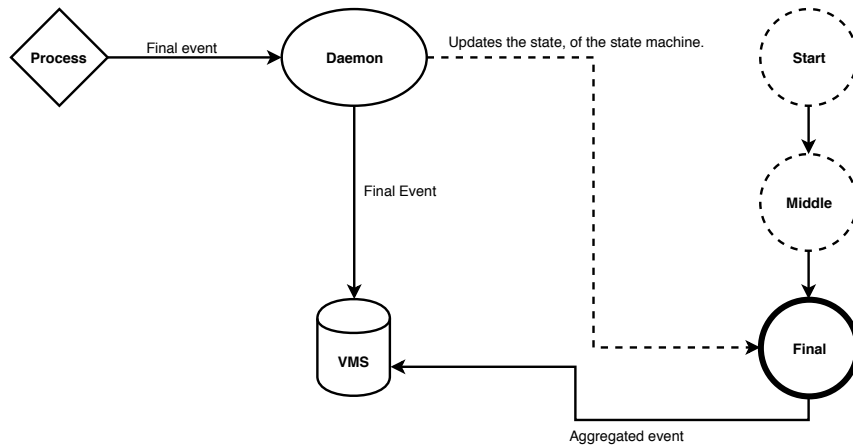 Process
Final event
Daemon
Updates the state, of the state machine.
Start
Final Event
Middle
VMS
Final
Aggregated event